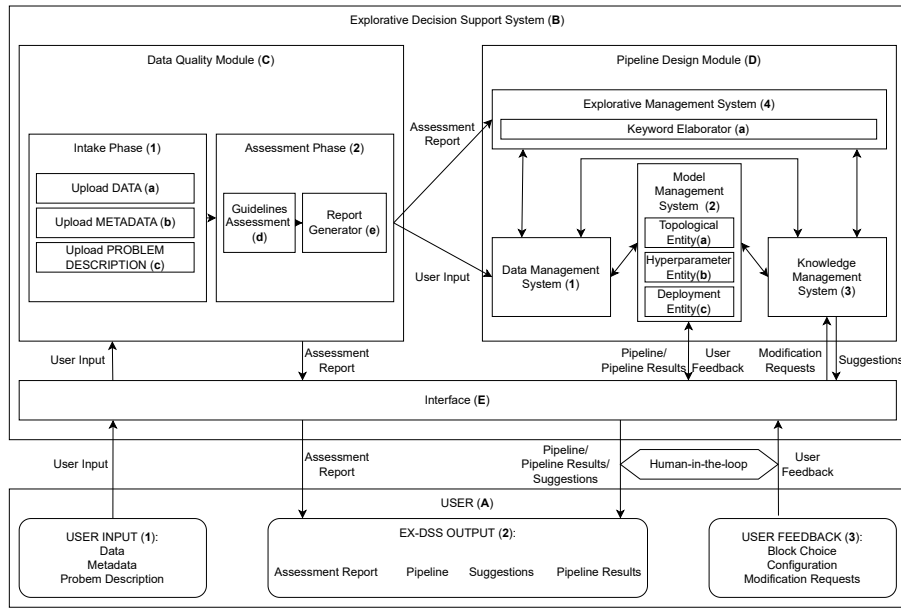 Explorative Decision Support System (B)
Data Quality Module (C)
Intake Phase (1)
Upload DATA (a)
Upload METADATA (b)
Upload PROBLEM
DESCRIPTION (c)
Assessment Phase (2)
Guidelines
Assessment
(d)
Report
Generator (e)
Assessment
Report
User Input
Pipeline Design Module (D)
Explorative Management System (4)
Keyword Elaborator (a)
Data Management
System (1)
Model
Management
System (2)
Topological
Entity(a)
Hyperparameter
Entity(b)
Deployment
Entity(c)
Knowledge
Management
System (3)
User Input
Assessment
Report
Pipeline/
Pipeline Results
User
Feedback
Modification
Requests
Suggestions
Interface (E)
User Input
Assessment
Report
Pipeline/
Pipeline Results/
Suggestions
Human-in-the-loop
User
Feedback
USER (A)
USER INPUT (1):
Data
Metadata
Probem Description
EX-DSS OUTPUT (2):
Assessment Report Pipeline Suggestions Pipeline Results
USER FEEDBACK (3):
Block Choice
Configuration
Modification Requests